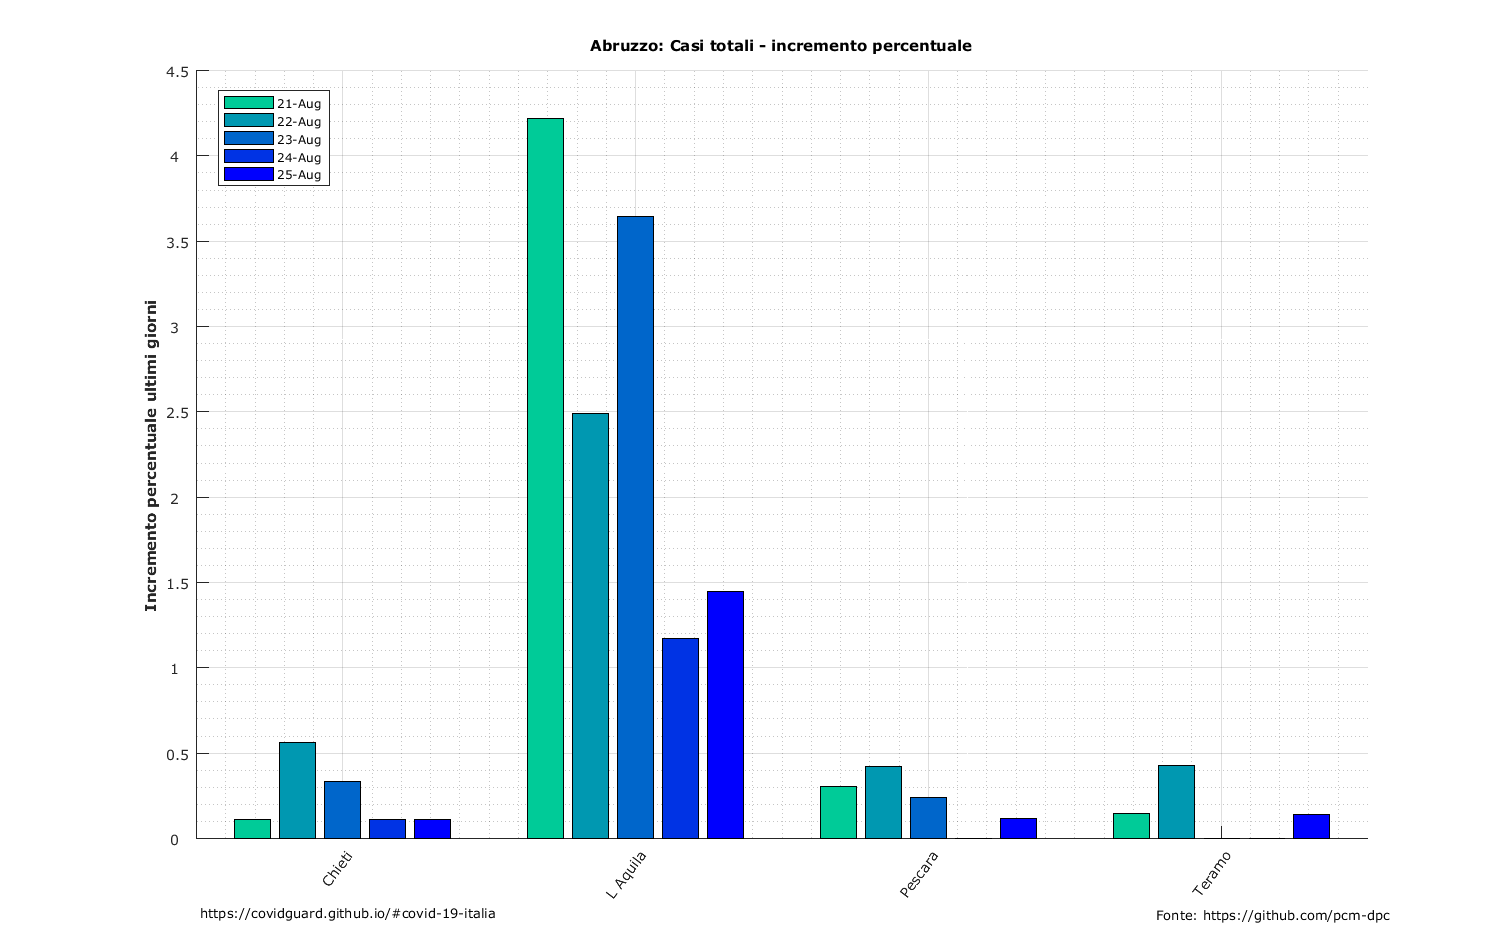 Abruzzo: Casi totali - incremento percentuale
4.5
4
3.5
3
2.5
2
1.5
1
0.5
0
Incremento percentuale ultimi giorni
21-Aug
22-Aug
23-Aug
24-Aug
25-Aug
Chieti
L Aquila
Pescara
Teramo
https://covidguard.github.io/#covid-19-italia
Fonte: https://github.com/pcm-dpc